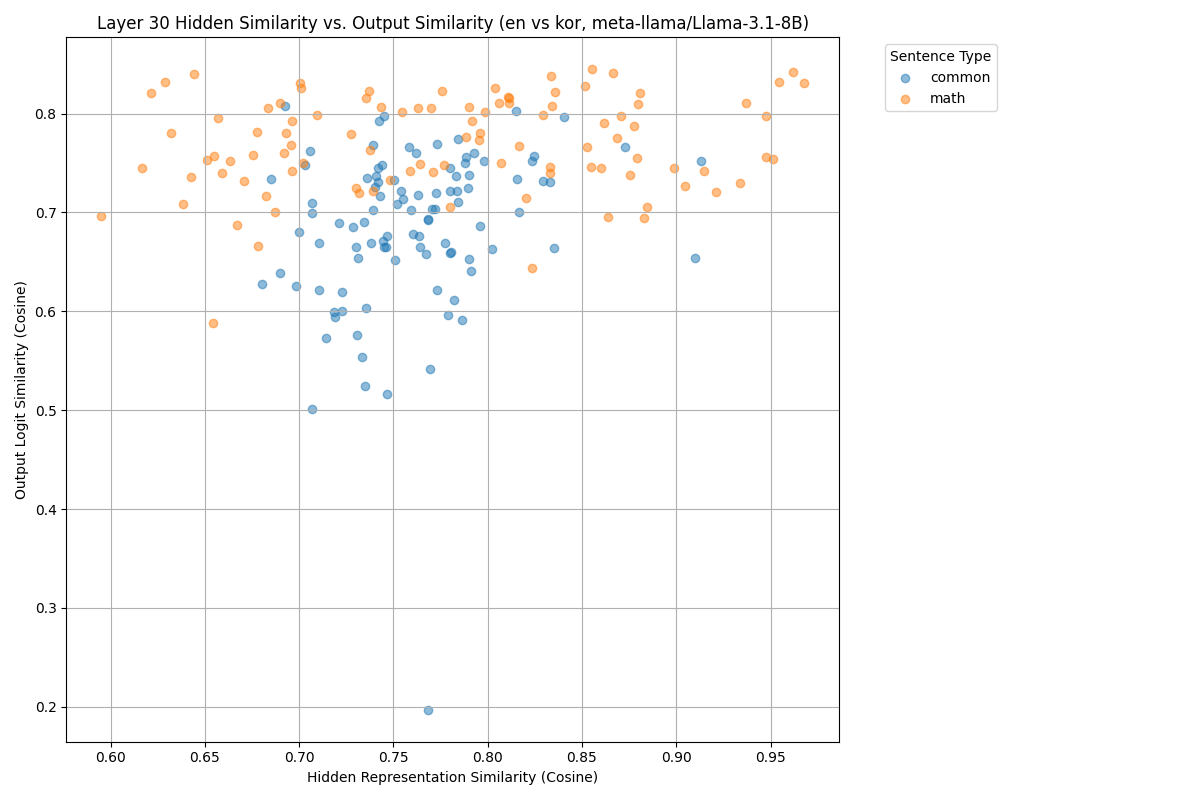 Layer 30 Hidden Similarity vs. Output Similarity (en vs kor, meta-llama/Llama-3.1-8B)
Sentence Type
common
math
Output Logit Similarity (Cosine)
0.8
0.7
0.6
0.5
0.4
0.3
0.2
0.60 0.65 0.70 0.75 0.80 0.85 0.90 0.95
Hidden Representation Similarity (Cosine)